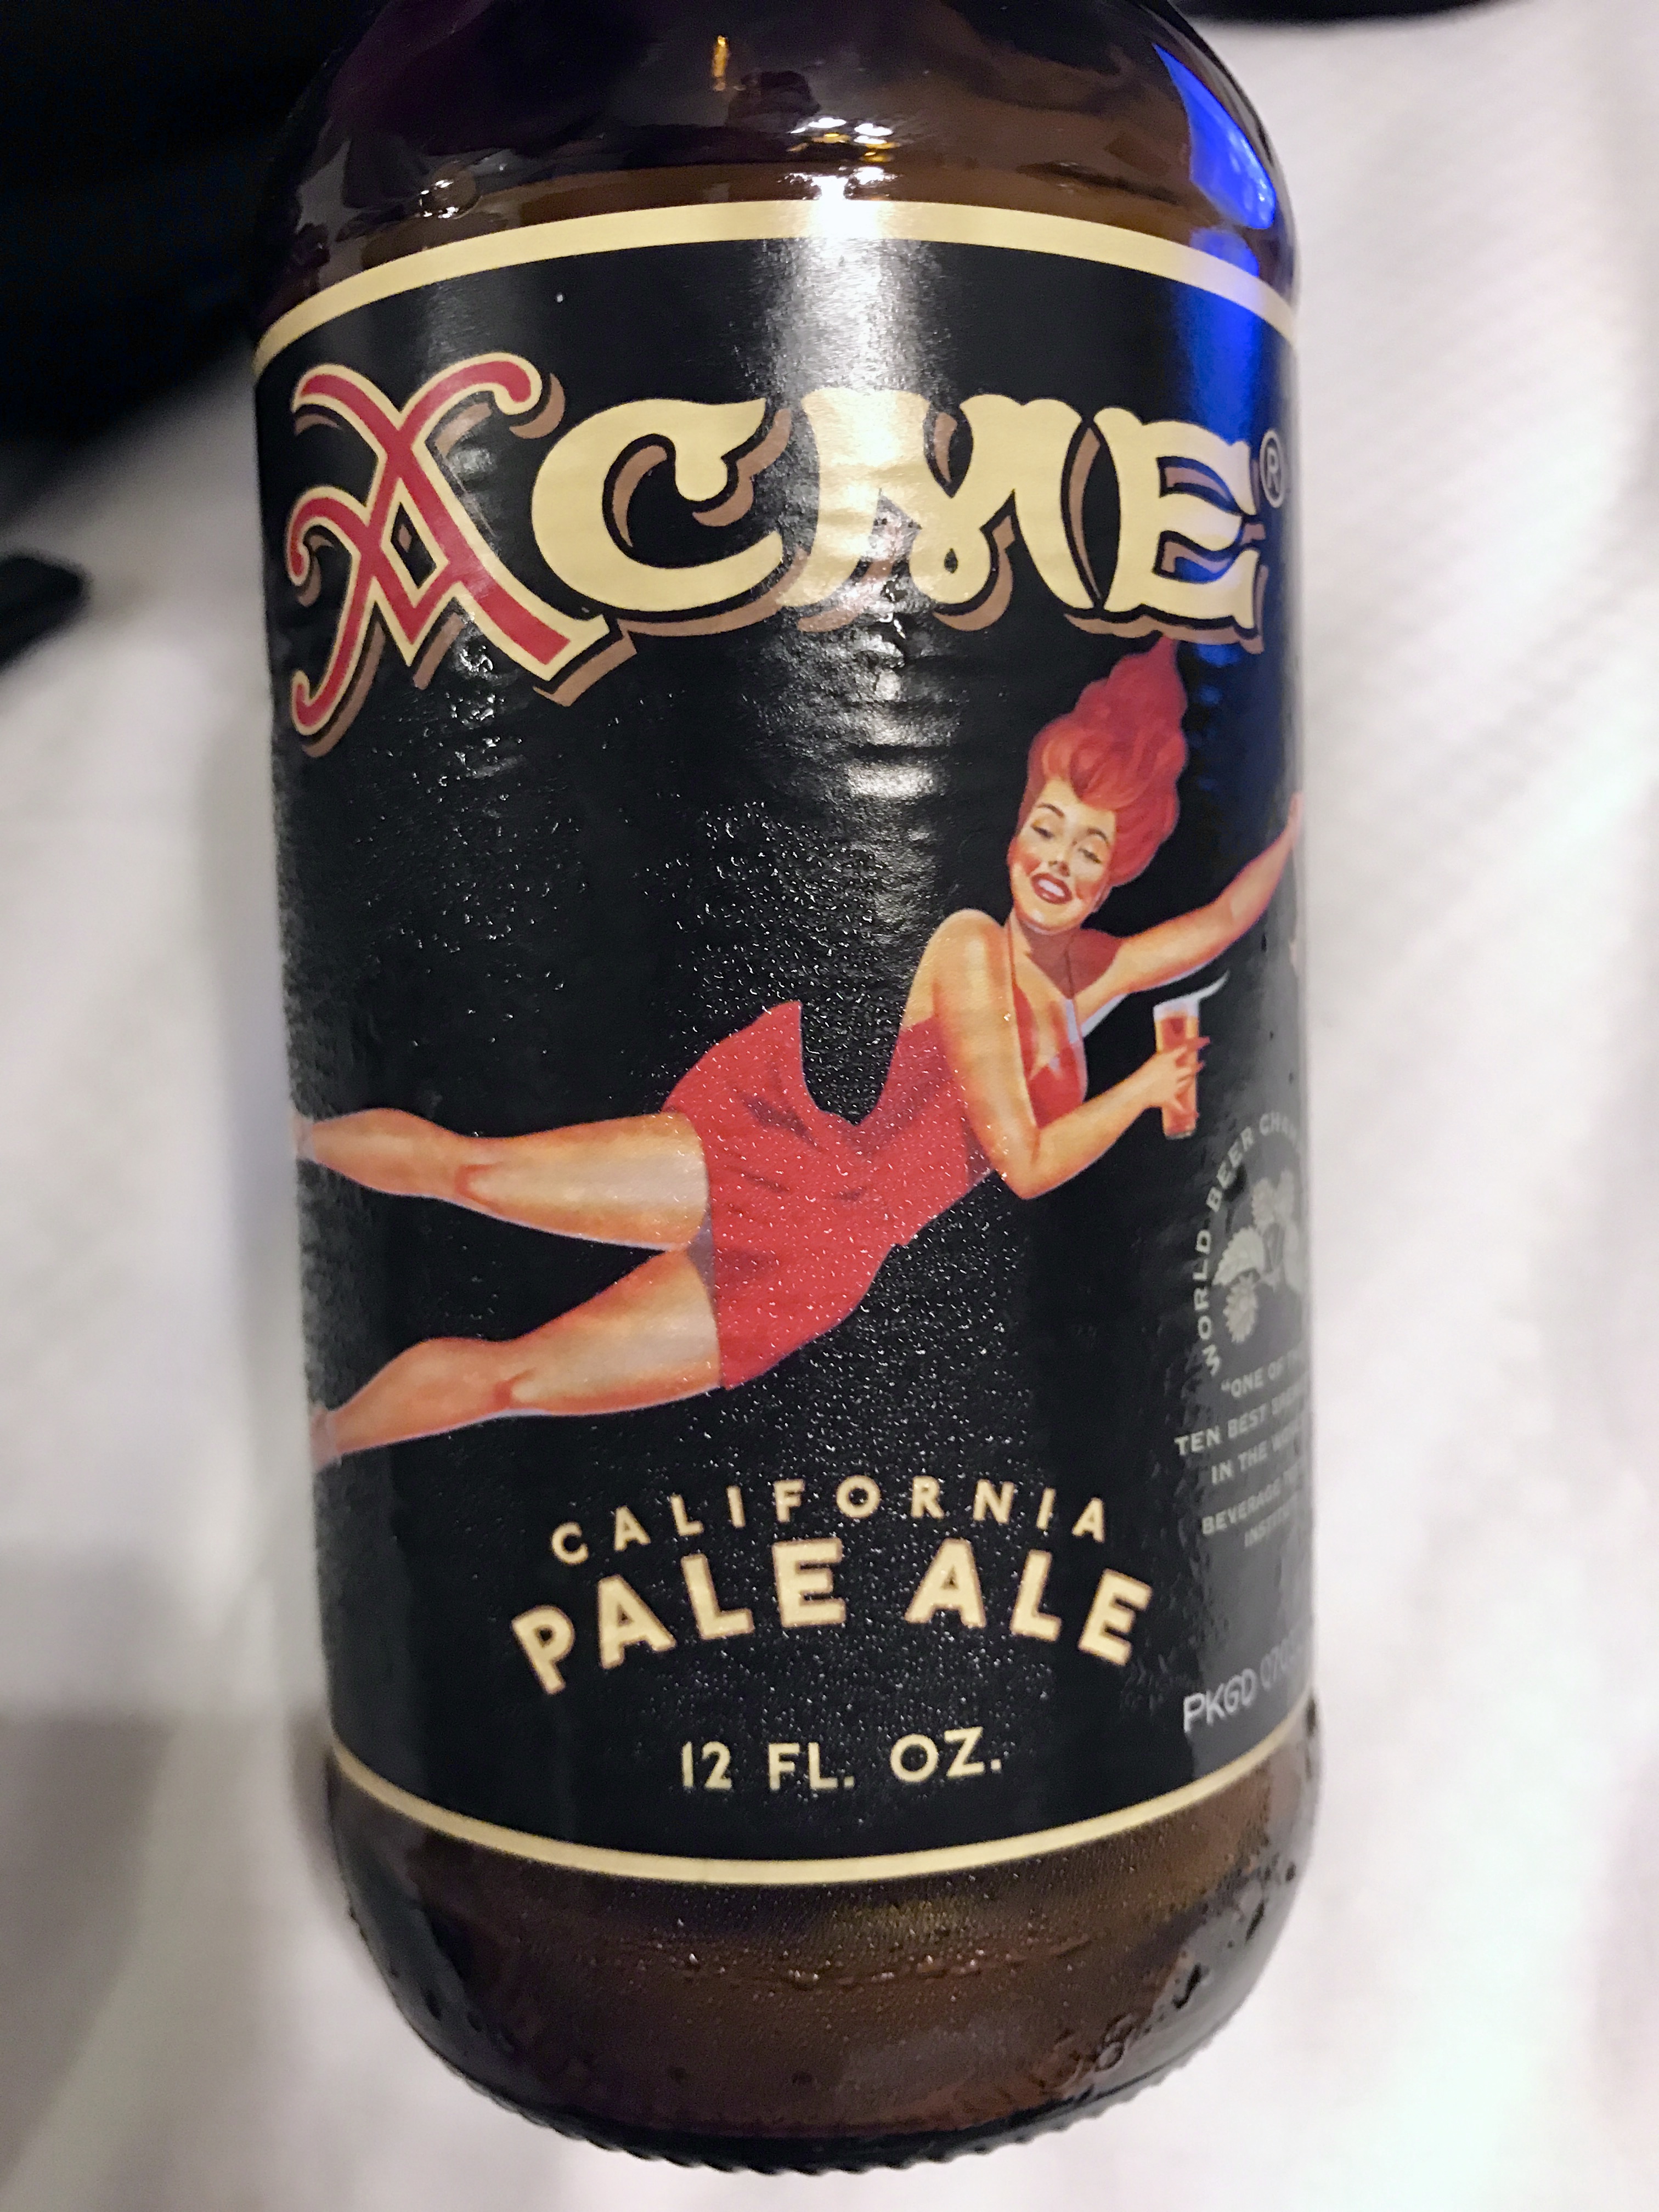 ACME®
CALIFORNIA
PALE ALE
12 FL. OZ.
WORLD BEER
"ONE OF
TEN BEST
IN THE
BEVERAGE
PKGD